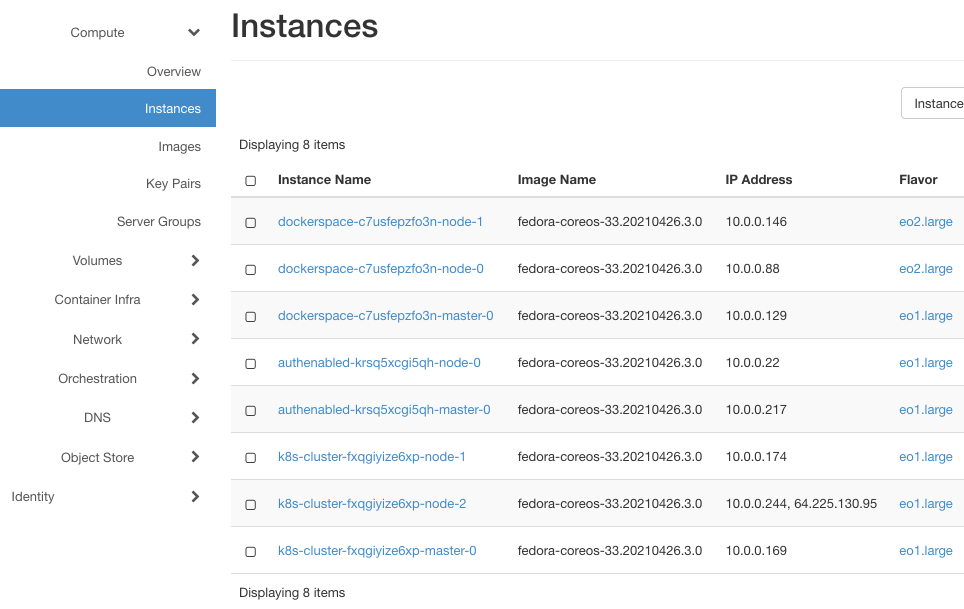 Compute
Overview
Instances
Images
Key Pairs
Server Groups
Volumes
Container Infra
Network
Orchestration
DNS
Object Store
Identity
Instances
Instance
Displaying 8 items
Instance Name Image Name IP Address Flavor
dockerspace-c7usfepzfo3n-node-1 fedora-coreos-33.20210426.3.0 10.0.0.146 eo2.large
dockerspace-c7usfepzfo3n-node-0 fedora-coreos-33.20210426.3.0 10.0.0.88 eo2.large
dockerspace-c7usfepzfo3n-master-0 fedora-coreos-33.20210426.3.0 10.0.0.129 eo1.large
authenabled-krsq5xcgi5qh-node-0 fedora-coreos-33.20210426.3.0 10.0.0.22 eo1.large
authenabled-krsq5xcgi5qh-master-0 fedora-coreos-33.20210426.3.0 10.0.0.217 eo1.large
k8s-cluster-fxqgiyize6xp-node-1 fedora-coreos-33.20210426.3.0 10.0.0.174 eo1.large
k8s-cluster-fxqgiyize6xp-node-2 fedora-coreos-33.20210426.3.0 10.0.0.244, 64.225.130.95 eo1.large
k8s-cluster-fxqgiyize6xp-master-0 fedora-coreos-33.20210426.3.0 10.0.0.169 eo1.large
Displaying 8 items